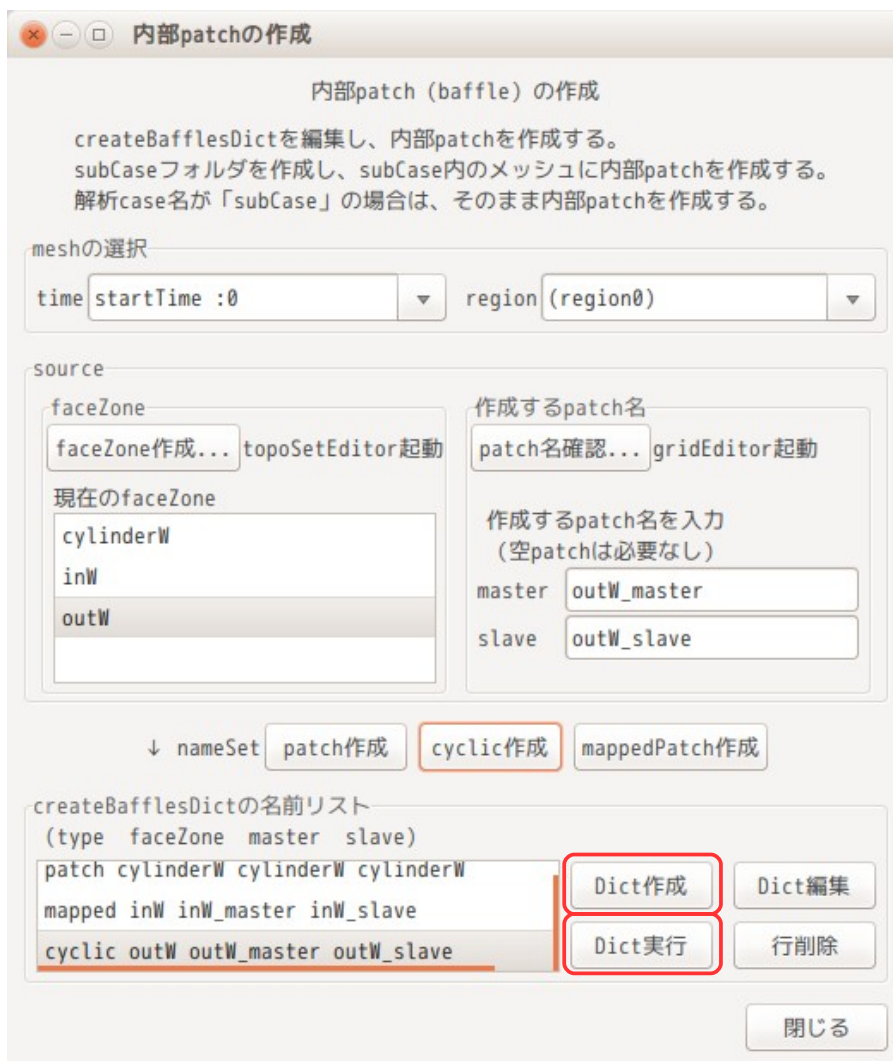 内部patchの作成
内部patch (baffle) の作成
createBafflesDictを編集し、内部patchを作成する。
subCaseフォルダを作成し、subCase内のメッシュに内部patchを作成する。
解析case名が「subCase」の場合は、そのまま内部patchを作成する。
meshの選択
time startTime :0 region (region0)
source
faceZone
faceZone作成... topoSetEditor起動
現在のfaceZone
cylinderW
inW
outW
作成するpatch名
patch名確認... gridEditor起動
作成するpatch名を入力
(空patchは必要なし)
master outW_master
slave outW_slave
↓ nameSet patch作成 cyclic作成 mappedPatch作成
createBafflesDictの名前リスト
(type faceZone master slave)
patch cylinderW cylinderW cylinderW
mapped inW inW_master inW_slave
cyclic outW outW_master outW_slave
Dict作成 Dict編集
Dict実行 行削除
閉じる